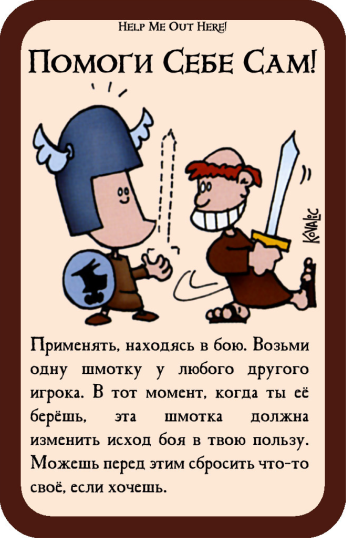 Help Me Out Here!
Помоги Себе Сам!
Kovalic
Применять, находясь в бою. Возьми
одну шмотку у любого другого
игрока. В тот момент, когда ты её
берёшь, эта шмотка должна
изменить исход боя в твою пользу.
Можешь перед этим сбросить что-то
своё, если хочешь.